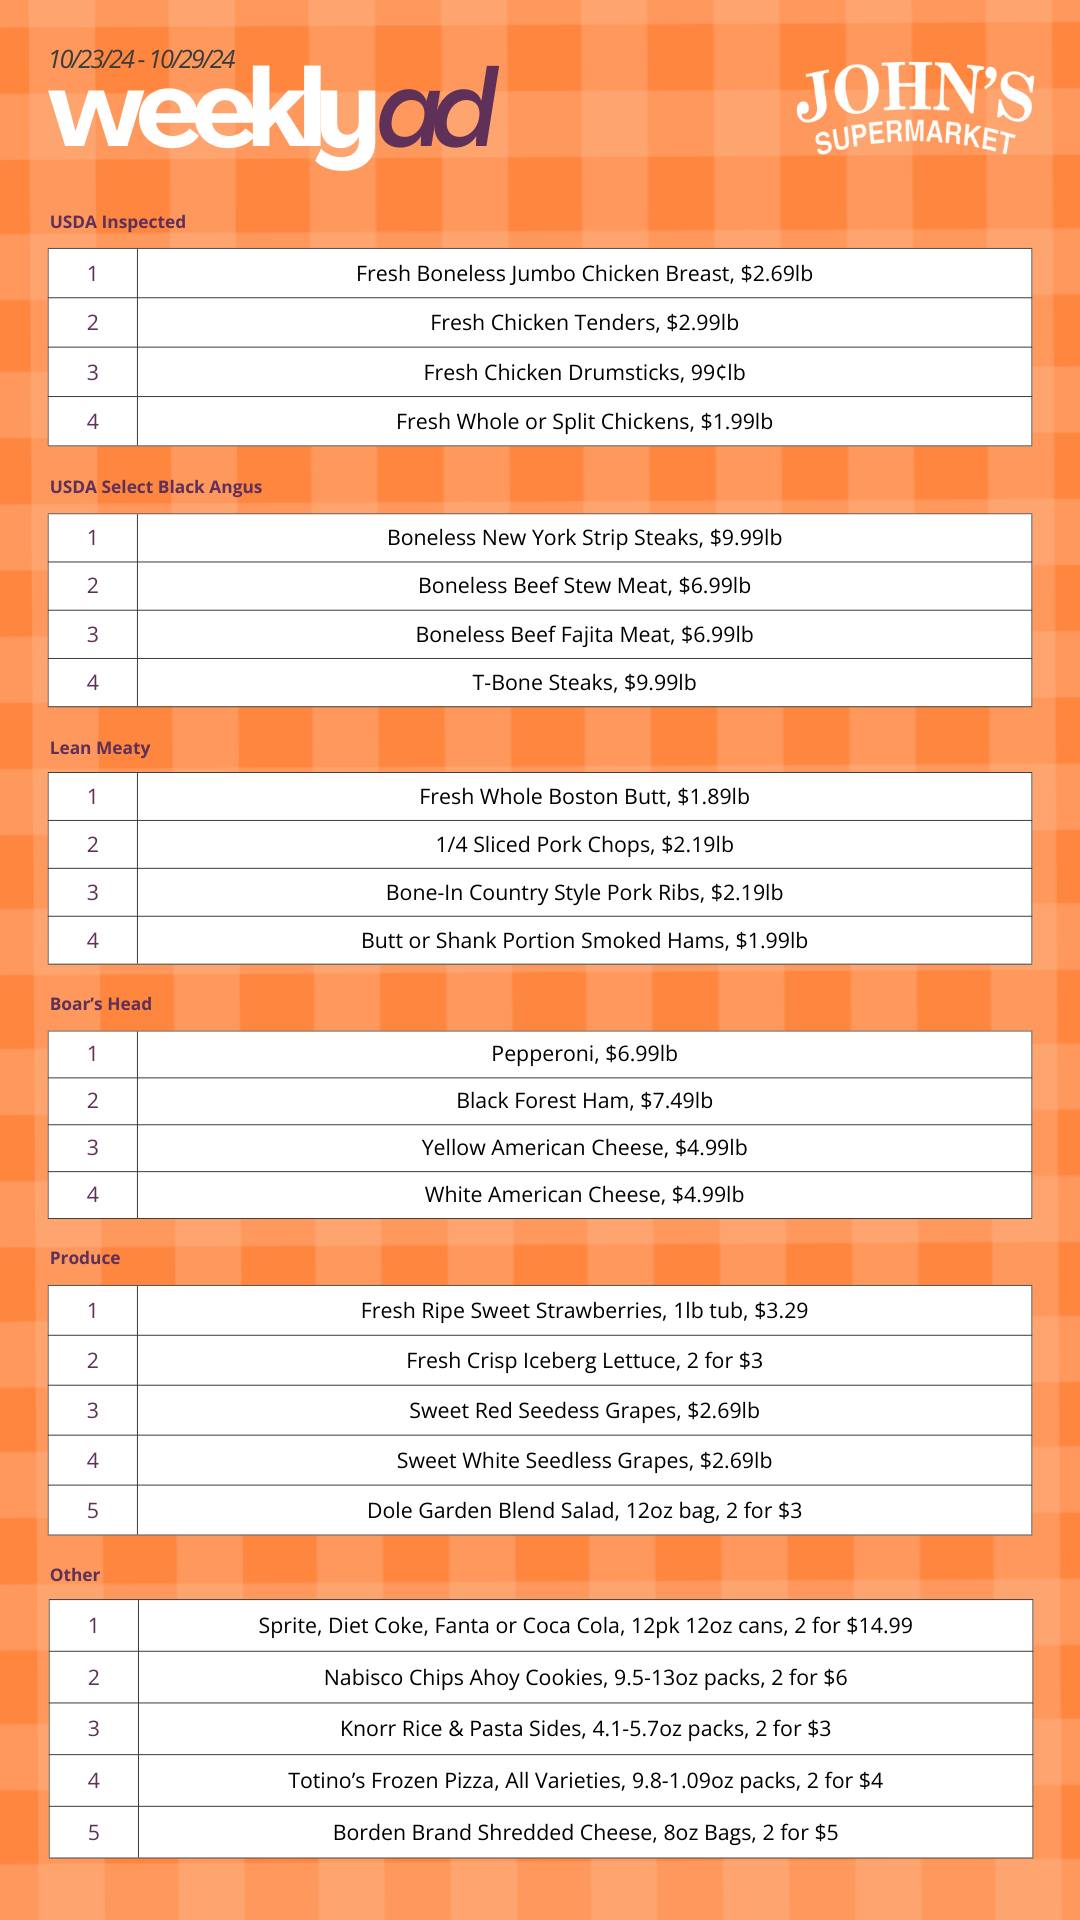 10/23/24 - 10/29/24
weeklyad
JOHN'S
SUPERMARKET
USDA Inspected
1 Fresh Boneless Jumbo Chicken Breast, $2.69lb
2 Fresh Chicken Tenders, $2.99lb
3 Fresh Chicken Drumsticks, 99¢lb
4 Fresh Whole or Split Chickens, $1.99lb
USDA Select Black Angus
1 Boneless New York Strip Steaks, $9.99lb
2 Boneless Beef Stew Meat, $6.99lb
3 Boneless Beef Fajita Meat, $6.99lb
4 T-Bone Steaks, $9.99lb
Lean Meaty
1 Fresh Whole Boston Butt, $1.89lb
2 1/4 Sliced Pork Chops, $2.19lb
3 Bone-In Country Style Pork Ribs, $2.19lb
4 Butt or Shank Portion Smoked Hams, $1.99lb
Boar’s Head
1 Pepperoni, $6.99lb
2 Black Forest Ham, $7.49lb
3 Yellow American Cheese, $4.99lb
4 White American Cheese, $4.99lb
Produce
1 Fresh Ripe Sweet Strawberries, 1lb tub, $3.29
2 Fresh Crisp Iceberg Lettuce, 2 for $3
3 Sweet Red Seedess Grapes, $2.69lb
4 Sweet White Seedless Grapes, $2.69lb
5 Dole Garden Blend Salad, 12oz bag, 2 for $3
Other
1 Sprite, Diet Coke, Fanta or Coca Cola, 12pk 12oz cans, 2 for $14.99
2 Nabisco Chips Ahoy Cookies, 9.5-13oz packs, 2 for $6
3 Knorr Rice & Pasta Sides, 4.1-5.7oz packs, 2 for $3
4 Totino’s Frozen Pizza, All Varieties, 9.8-1.09oz packs, 2 for $4
5 Borden Brand Shredded Cheese, 8oz Bags, 2 for $5